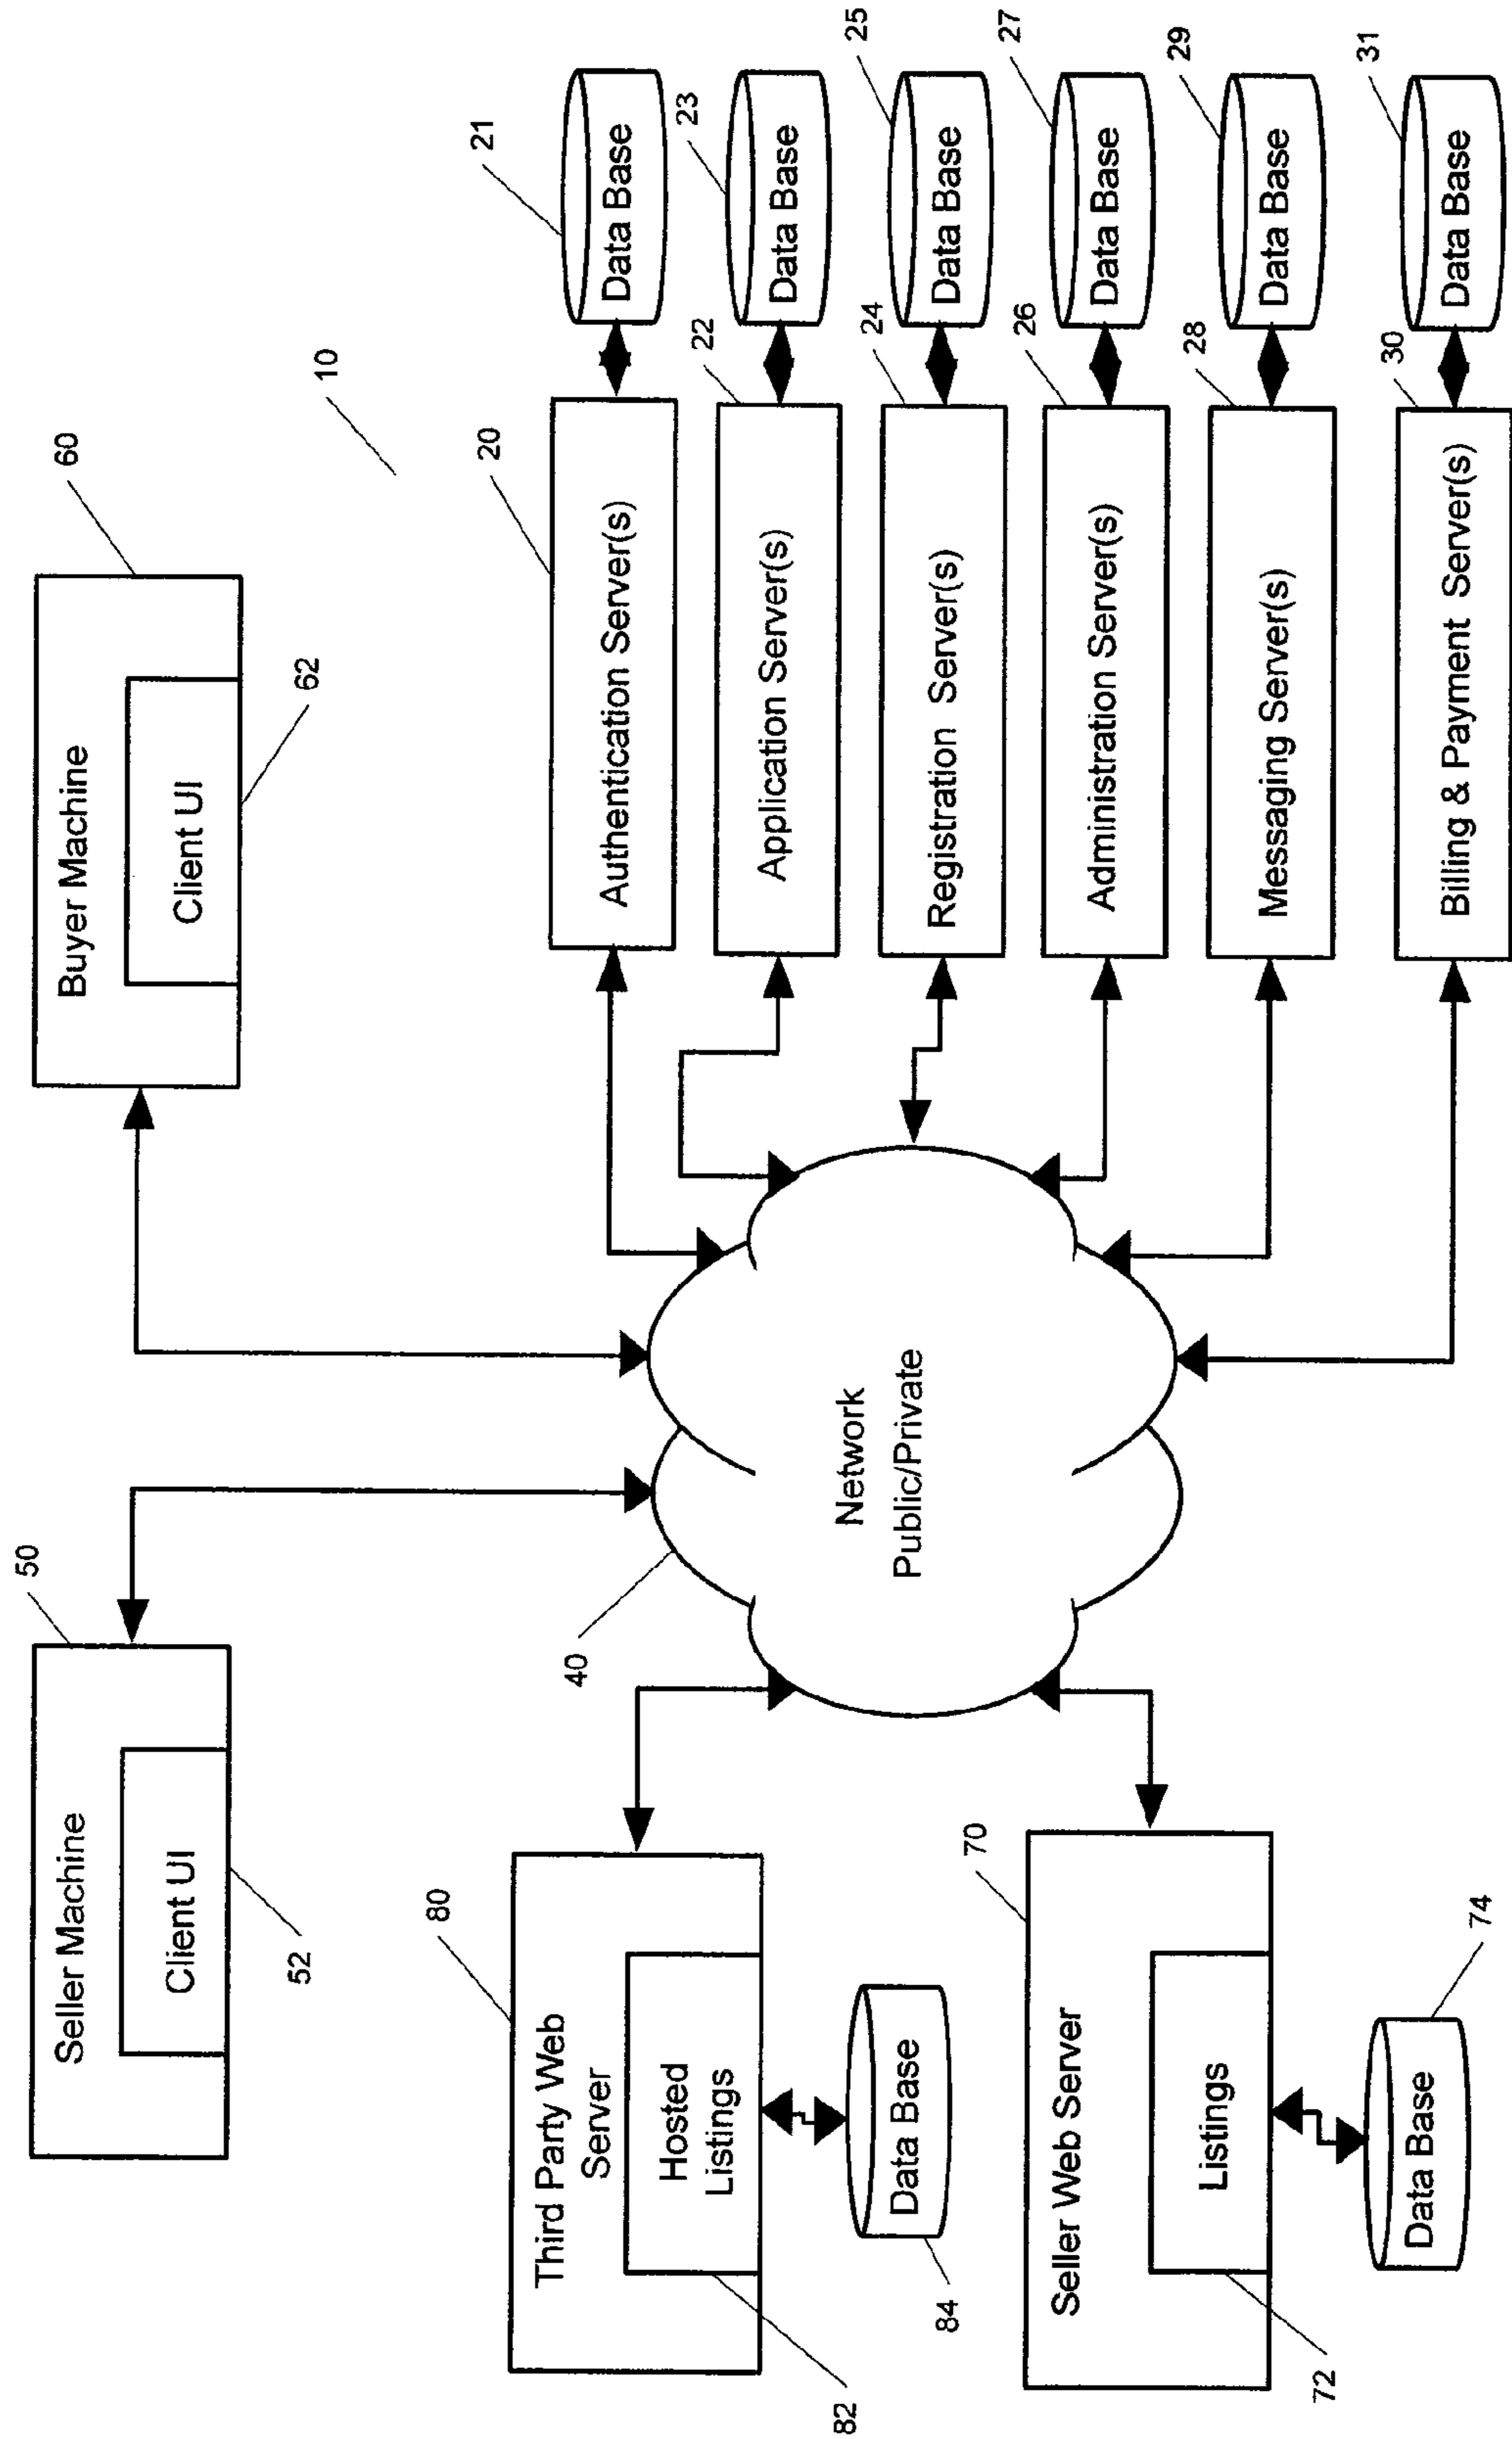 50
Seller Machine
Client UI
52
60
Buyer Machine
Client UI
62
10
80
Third Party Web
Server
Hosted
Listings
82
Data Base
84
70
Seller Web Server
Listings
72
Data Base
74
40
Network
Public/Private
20
Authentication Server(s)
21
Data Base
22
Application Server(s)
23
Data Base
24
Registration Server(s)
25
Data Base
26
Administration Server(s)
27
Data Base
28
Messaging Server(s)
29
Data Base
30
Billing & Payment Server(s)
31
Data Base